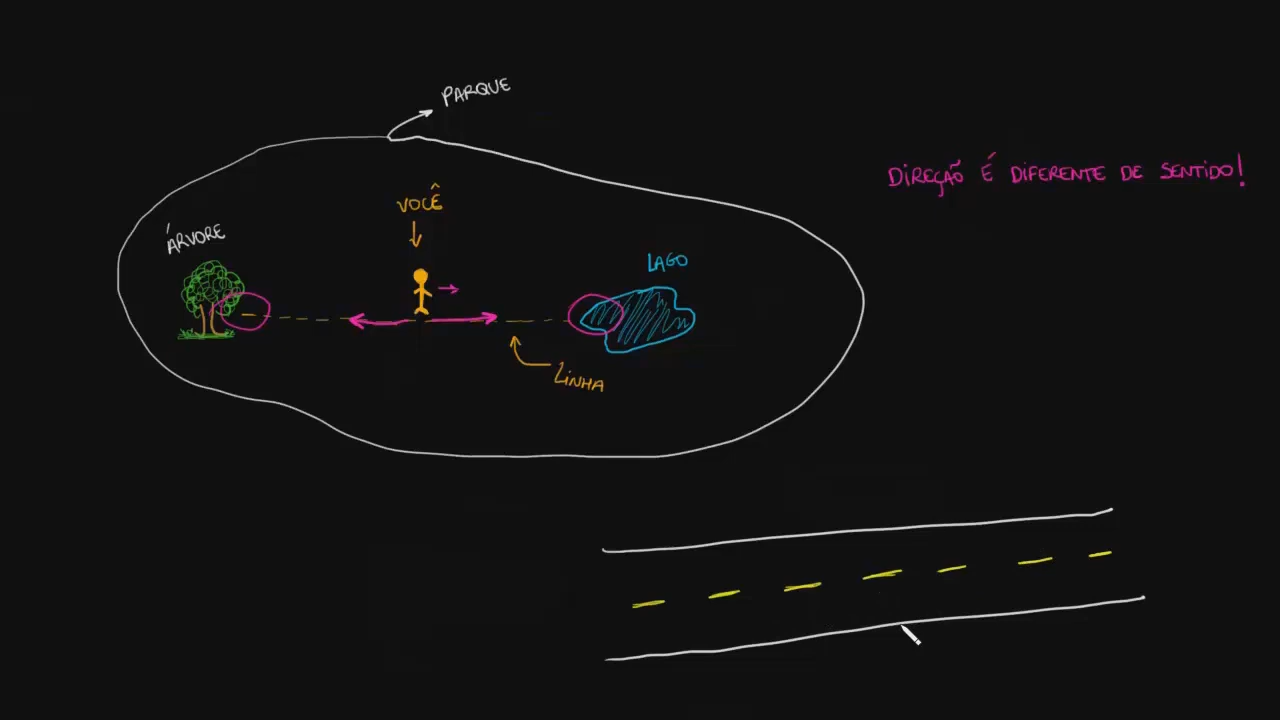 PARQUE
DIREÇÃO É DIFERENTE DE SENTIDO!
VOCÊ
ÁRVORE
LAGO
LINHA